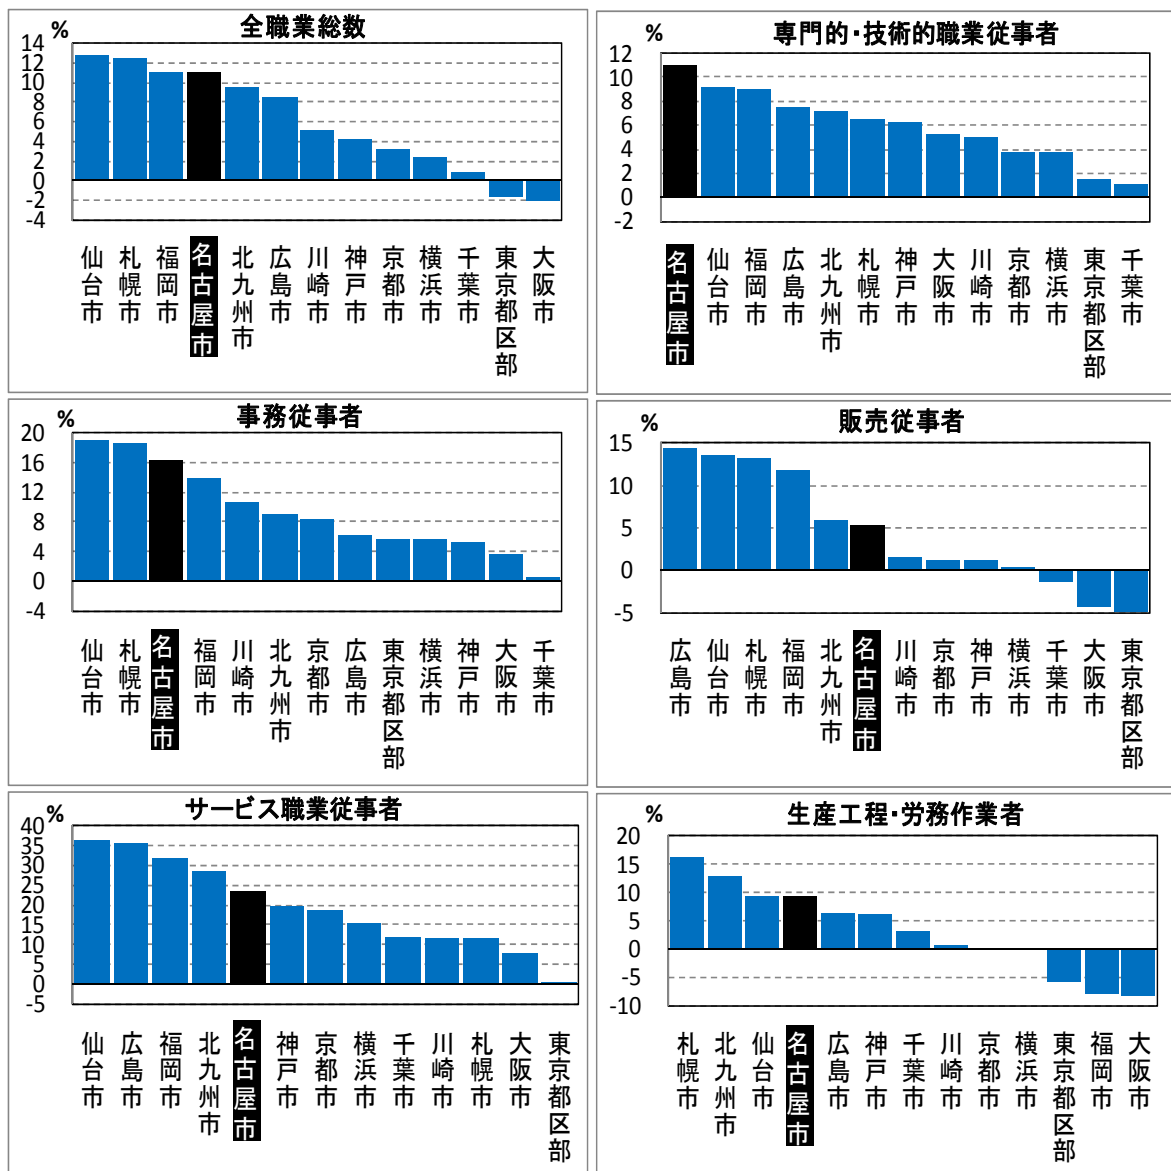 全職業総数
%
14
12
10
8
6
4
2
0
-2
-4
仙台市
札幌市
福岡市
名古屋市
北九州市
広島市
川崎市
神戸市
京都市
横浜市
千葉市
東京都区部
大阪市
専門的・技術的職業従事者
%
12
10
8
6
4
2
0
-2
名古屋市
仙台市
福岡市
広島市
北九州市
札幌市
神戸市
大阪市
川崎市
京都市
横浜市
東京都区部
千葉市
事務従事者
%
20
16
12
8
4
0
-4
仙台市
札幌市
名古屋市
福岡市
川崎市
北九州市
京都市
広島市
東京都区部
横浜市
神戸市
大阪市
千葉市
販売従事者
%
15
10
5
0
-5
広島市
仙台市
札幌市
福岡市
北九州市
名古屋市
川崎市
京都市
神戸市
横浜市
千葉市
大阪市
東京都区部
サービス職業従事者
%
40
35
30
25
20
15
10
5
0
-5
仙台市
広島市
福岡市
北九州市
名古屋市
神戸市
京都市
横浜市
千葉市
川崎市
札幌市
大阪市
東京都区部
生産工程・労務作業者
%
20
15
10
5
0
-5
-10
札幌市
北九州市
仙台市
名古屋市
広島市
神戸市
千葉市
川崎市
京都市
横浜市
東京都区部
福岡市
大阪市